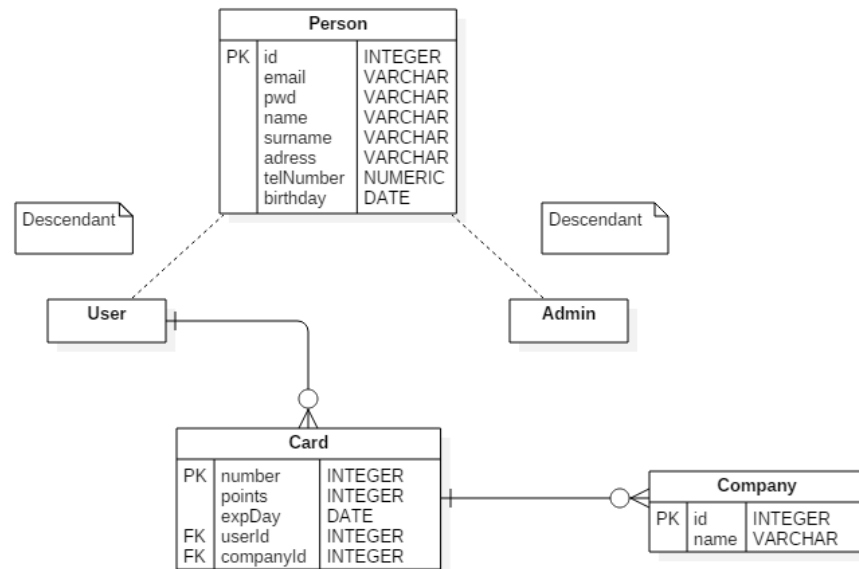 Person
PK id INTEGER
email VARCHAR
pwd VARCHAR
name VARCHAR
surname VARCHAR
adress VARCHAR
telNumber NUMERIC
birthday DATE
Descendant
Descendant
User
Admin
Card
PK number INTEGER
points INTEGER
expDay DATE
FK userId INTEGER
FK companyId INTEGER
Company
PK id INTEGER
name VARCHAR